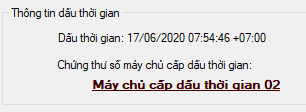 Thông tin dấu thời gian
Dấu thời gian: 17/06/2020 07:54:46 +07:00
Chứng thư số máy chủ cấp dấu thời gian:
Máy chủ cấp dấu thời gian 02